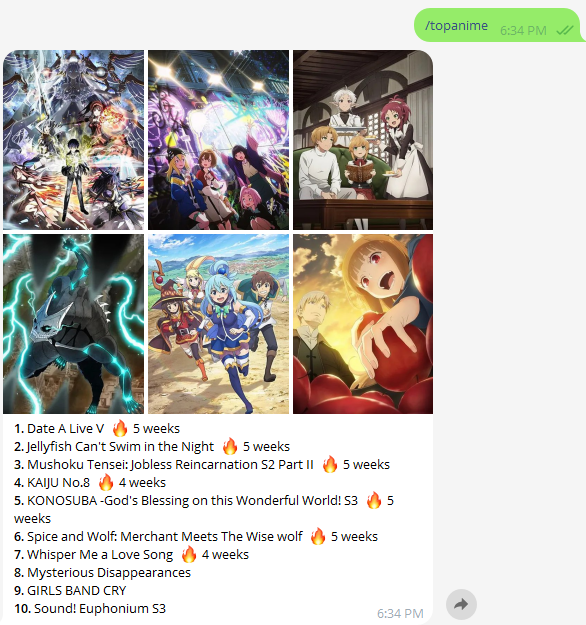 /topanime 6:34 PM
1. Date A Live V 🔥 5 weeks
2. Jellyfish Can't Swim in the Night 🔥 5 weeks
3. Mushoku Tensei: Jobless Reincarnation S2 Part II 🔥 5 weeks
4. KAIJU No.8 🔥 4 weeks
5. KONOSUBA -God's Blessing on this Wonderful World! S3 🔥 5
weeks
6. Spice and Wolf: Merchant Meets The Wise wolf 🔥 5 weeks
7. Whisper Me a Love Song 🔥 4 weeks
8. Mysterious Disappearances
9. GIRLS BAND CRY
10. Sound! Euphonium S3
6:34 PM